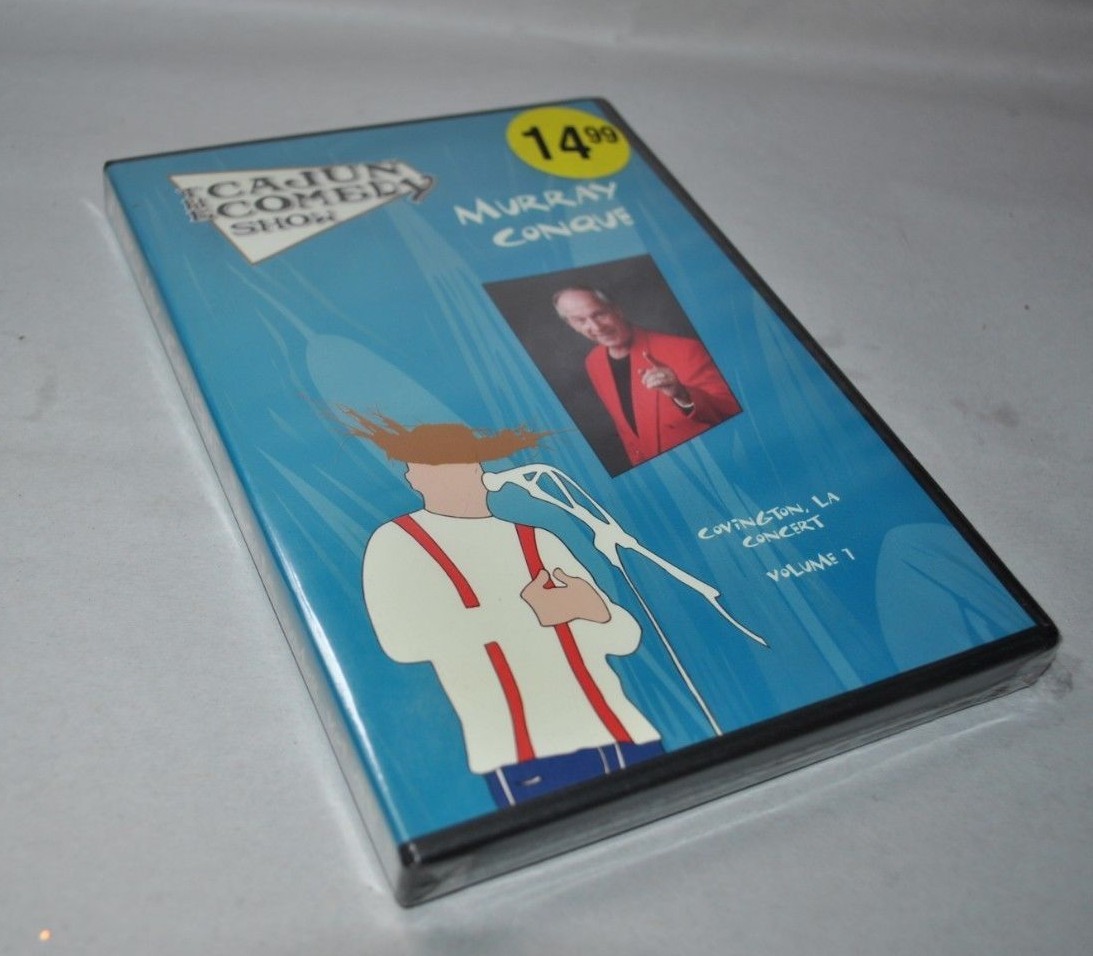 THE CAJUN
COMEDY
SHOW
14.99
MURRAY
CONQUE
COVINGTON, LA
CONCERT
VOLUME 1